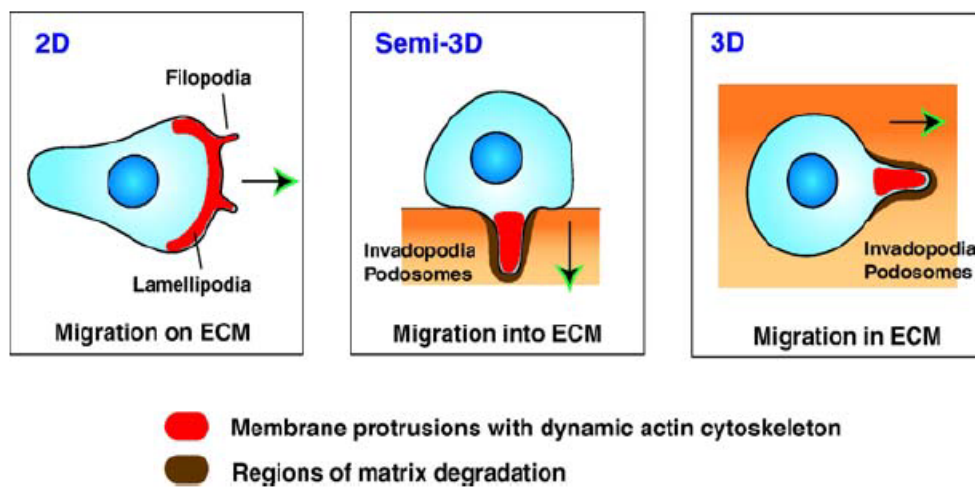 2D
Filopodia
Lamellipodia
Migration on ECM
Semi-3D
Invadopodia
Podosomes
Migration into ECM
3D
Invadopodia
Podosomes
Migration in ECM
Membrane protrusions with dynamic actin cytoskeleton
Regions of matrix degradation